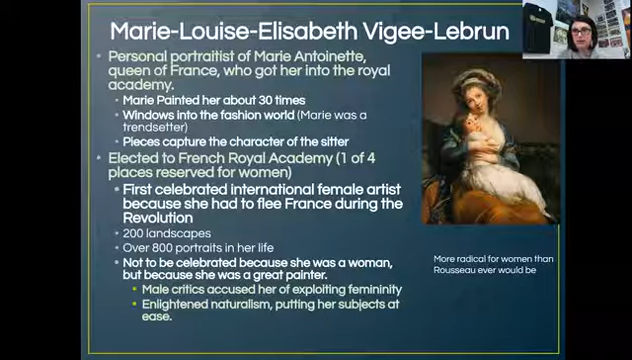 Marie-Louise-Elisabeth Vigee-Lebrun
Personal portraitist of Marie Antoinette,
queen of France, who got her into the royal
academy.
Marie Painted her about 30 times
Windows into the fashion world (Marie was a
trendsetter)
Pieces capture the character of the sitter
Elected to French Royal Academy (1 of 4
places reserved for women)
First celebrated international female artist
because she had to flee France during the
Revolution
200 landscapes
Over 800 portraits in her life
Not to be celebrated because she was a woman,
but because she was a great painter.
Male critics accused her of exploiting femininity
Enlightened naturalism, putting her subjects at
ease.
More radical for women than
Rousseau ever would be